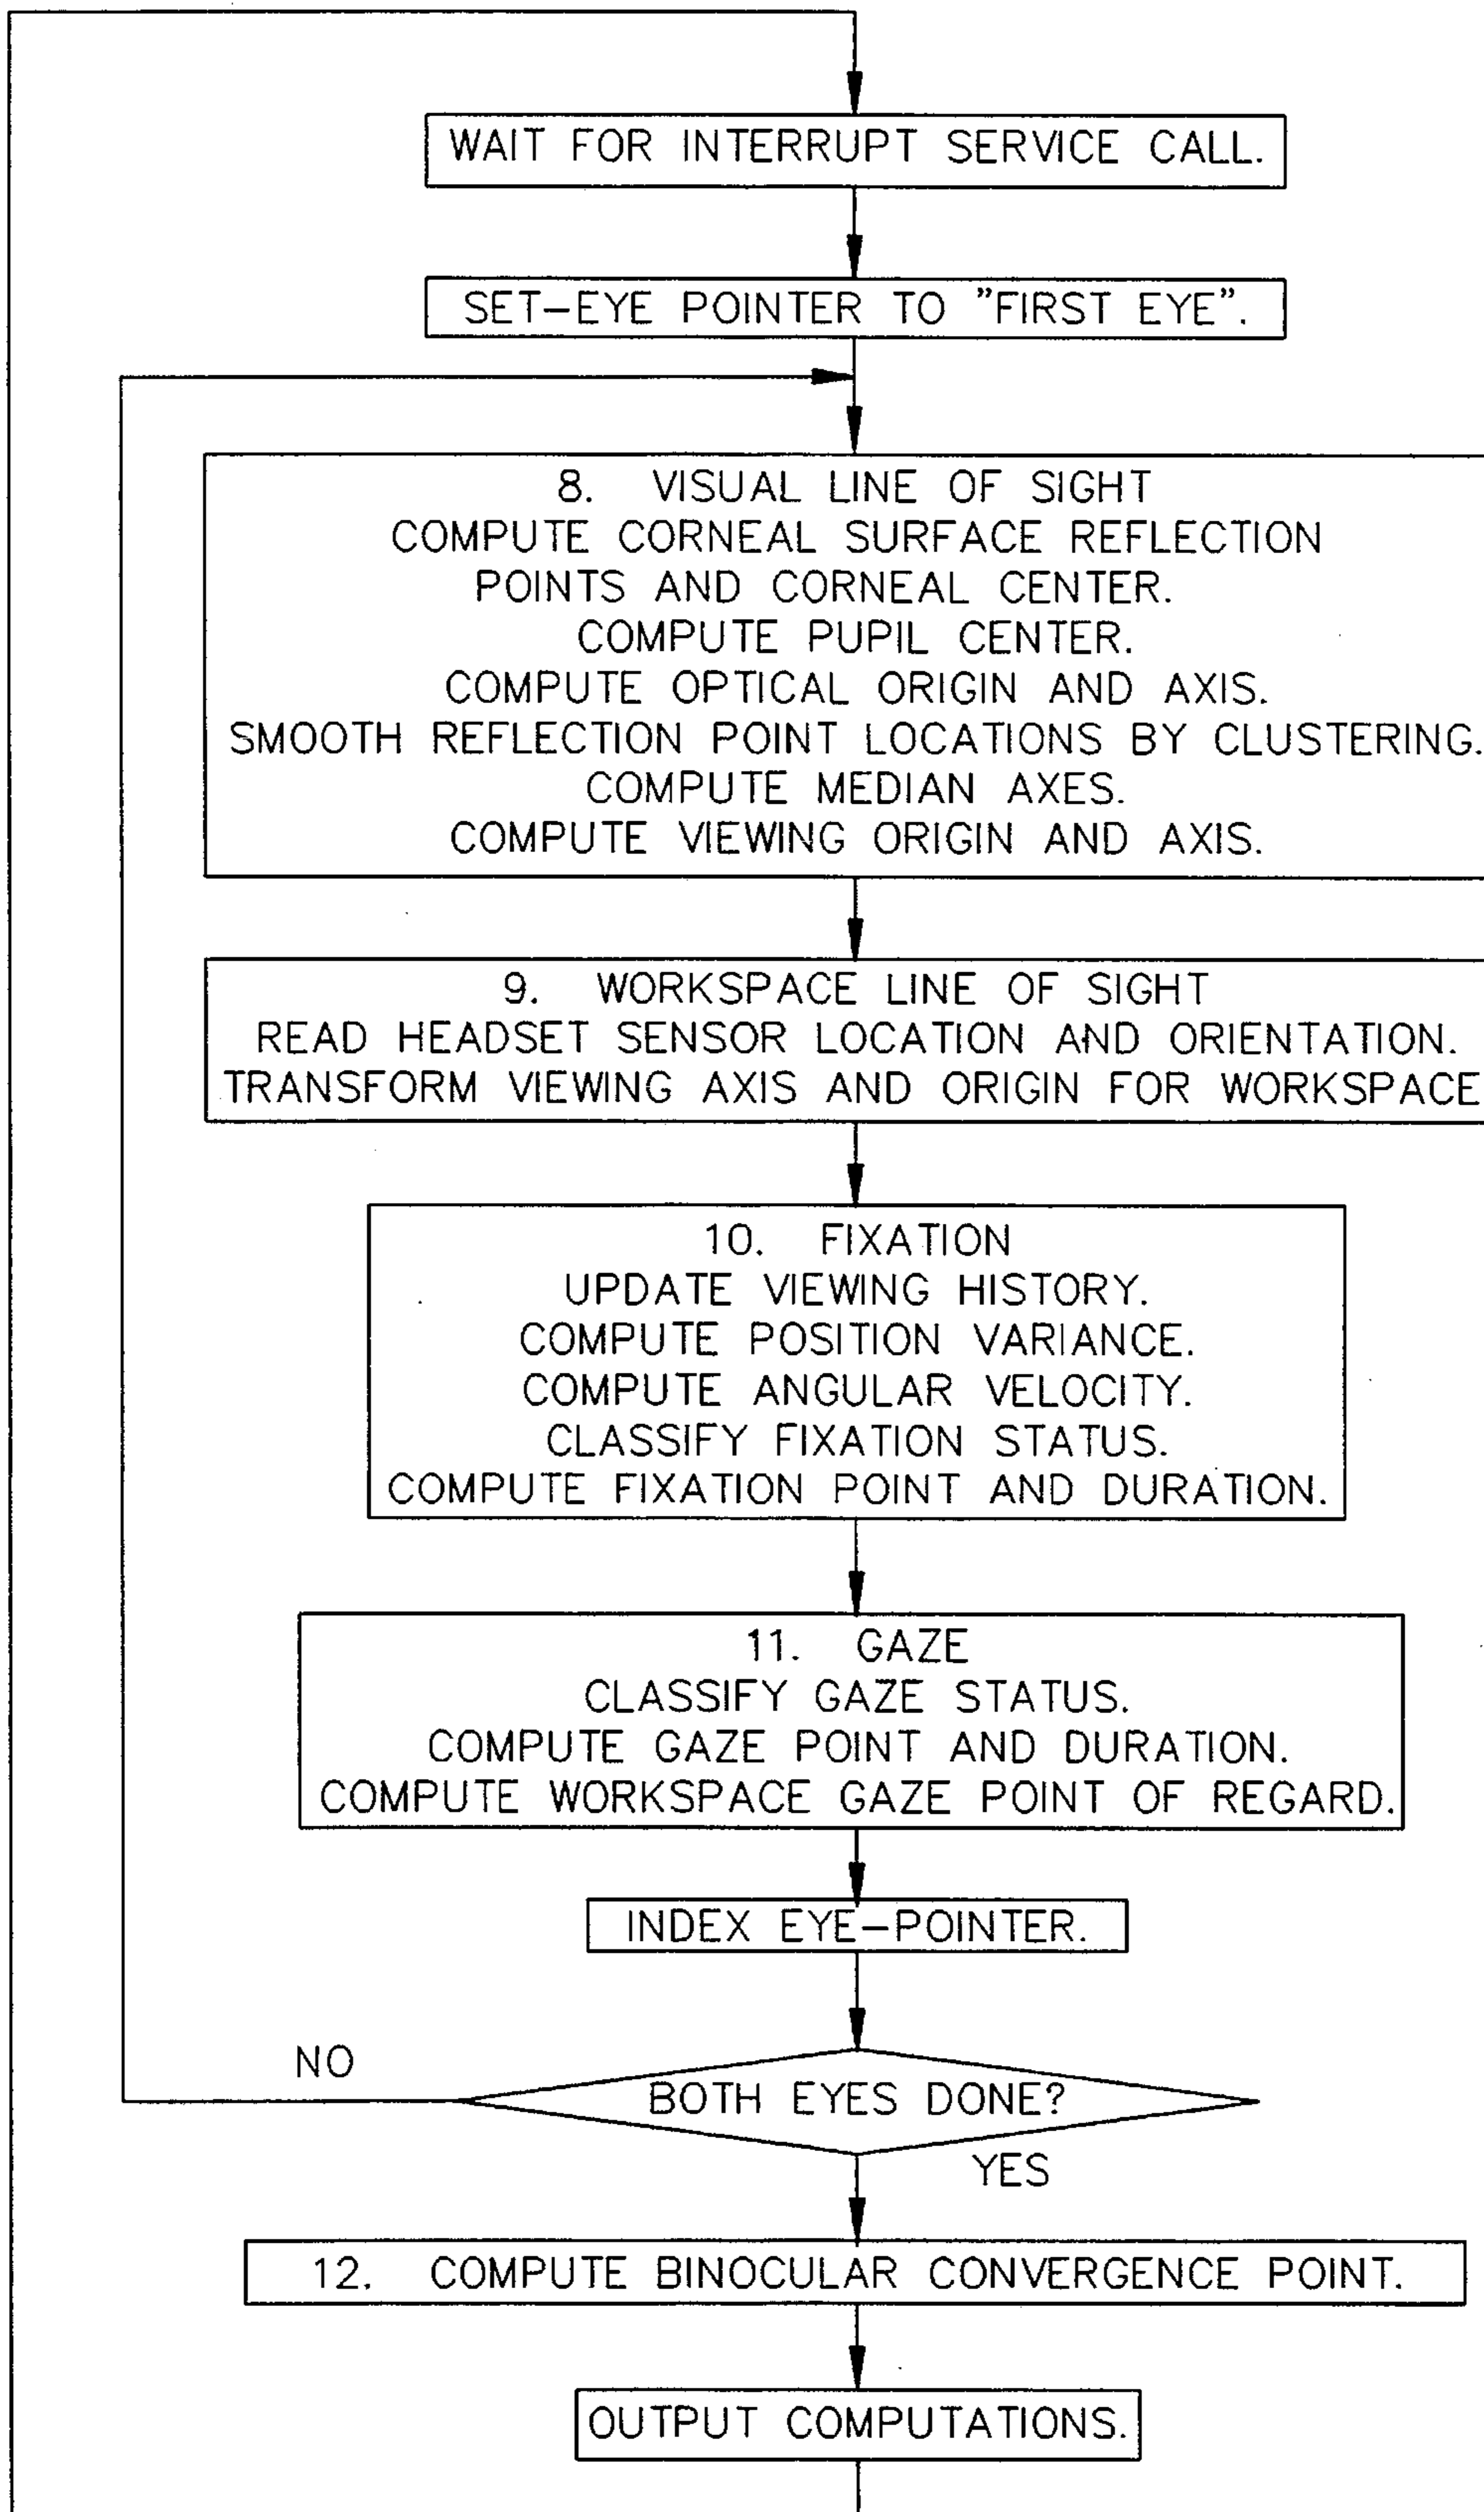 WAIT FOR INTERRUPT SERVICE CALL.
SET-EYE POINTER TO "FIRST EYE".
8. VISUAL LINE OF SIGHT
COMPUTE CORNEAL SURFACE REFLECTION
POINTS AND CORNEAL CENTER.
COMPUTE PUPIL CENTER.
COMPUTE OPTICAL ORIGIN AND AXIS.
SMOOTH REFLECTION POINT LOCATIONS BY CLUSTERING.
COMPUTE MEDIAN AXES.
COMPUTE VIEWING ORIGIN AND AXIS.
9. WORKSPACE LINE OF SIGHT
READ HEADSET SENSOR LOCATION AND ORIENTATION.
TRANSFORM VIEWING AXIS AND ORIGIN FOR WORKSPACE
10. FIXATION
UPDATE VIEWING HISTORY.
COMPUTE POSITION VARIANCE.
COMPUTE ANGULAR VELOCITY.
CLASSIFY FIXATION STATUS.
COMPUTE FIXATION POINT AND DURATION.
11. GAZE
CLASSIFY GAZE STATUS.
COMPUTE GAZE POINT AND DURATION.
COMPUTE WORKSPACE GAZE POINT OF REGARD.
INDEX EYE-POINTER.
NO
BOTH EYES DONE?
YES
12. COMPUTE BINOCULAR CONVERGENCE POINT.
OUTPUT COMPUTATIONS.